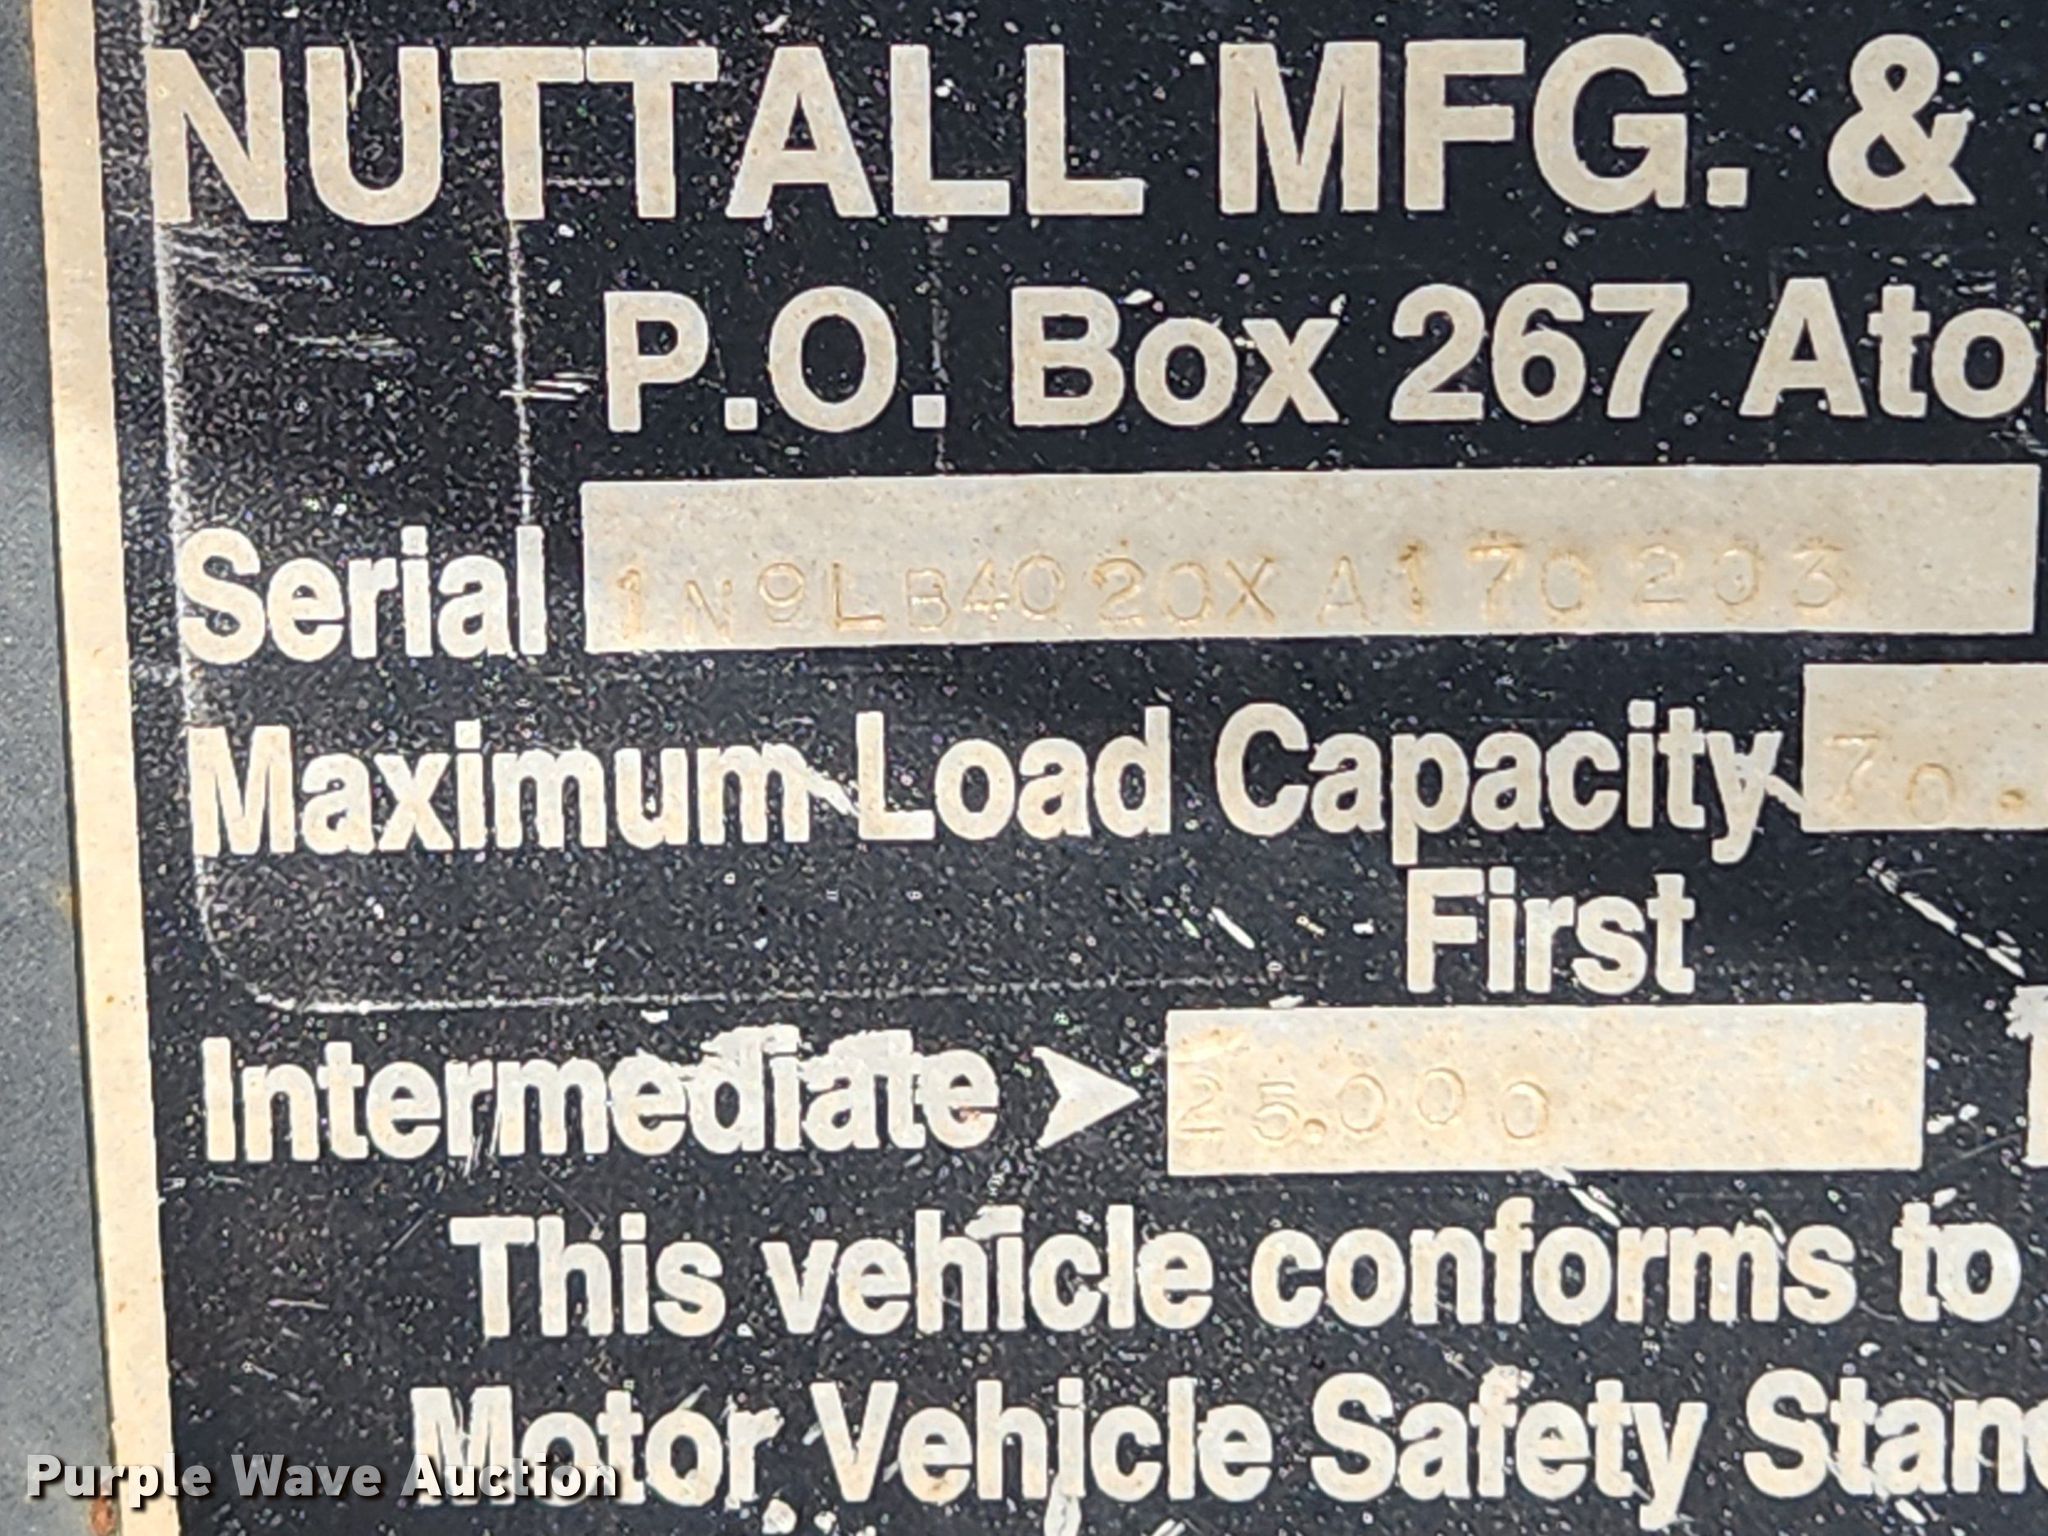 NUTTALL MFG. &
P.O. Box 267 Ato
Serial 1N9LB4020XA170203
Maximum Load Capacity 70.
First
Intermediate 25.000
This vehicle conforms to
Motor Vehicle Safety Stan
Purple Wave Auction